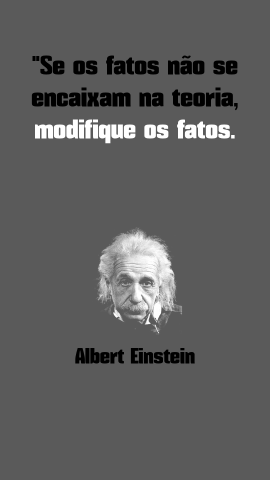 "Se os fatos não se
encaixam na teoria,
modifique os fatos.
Albert Einstein